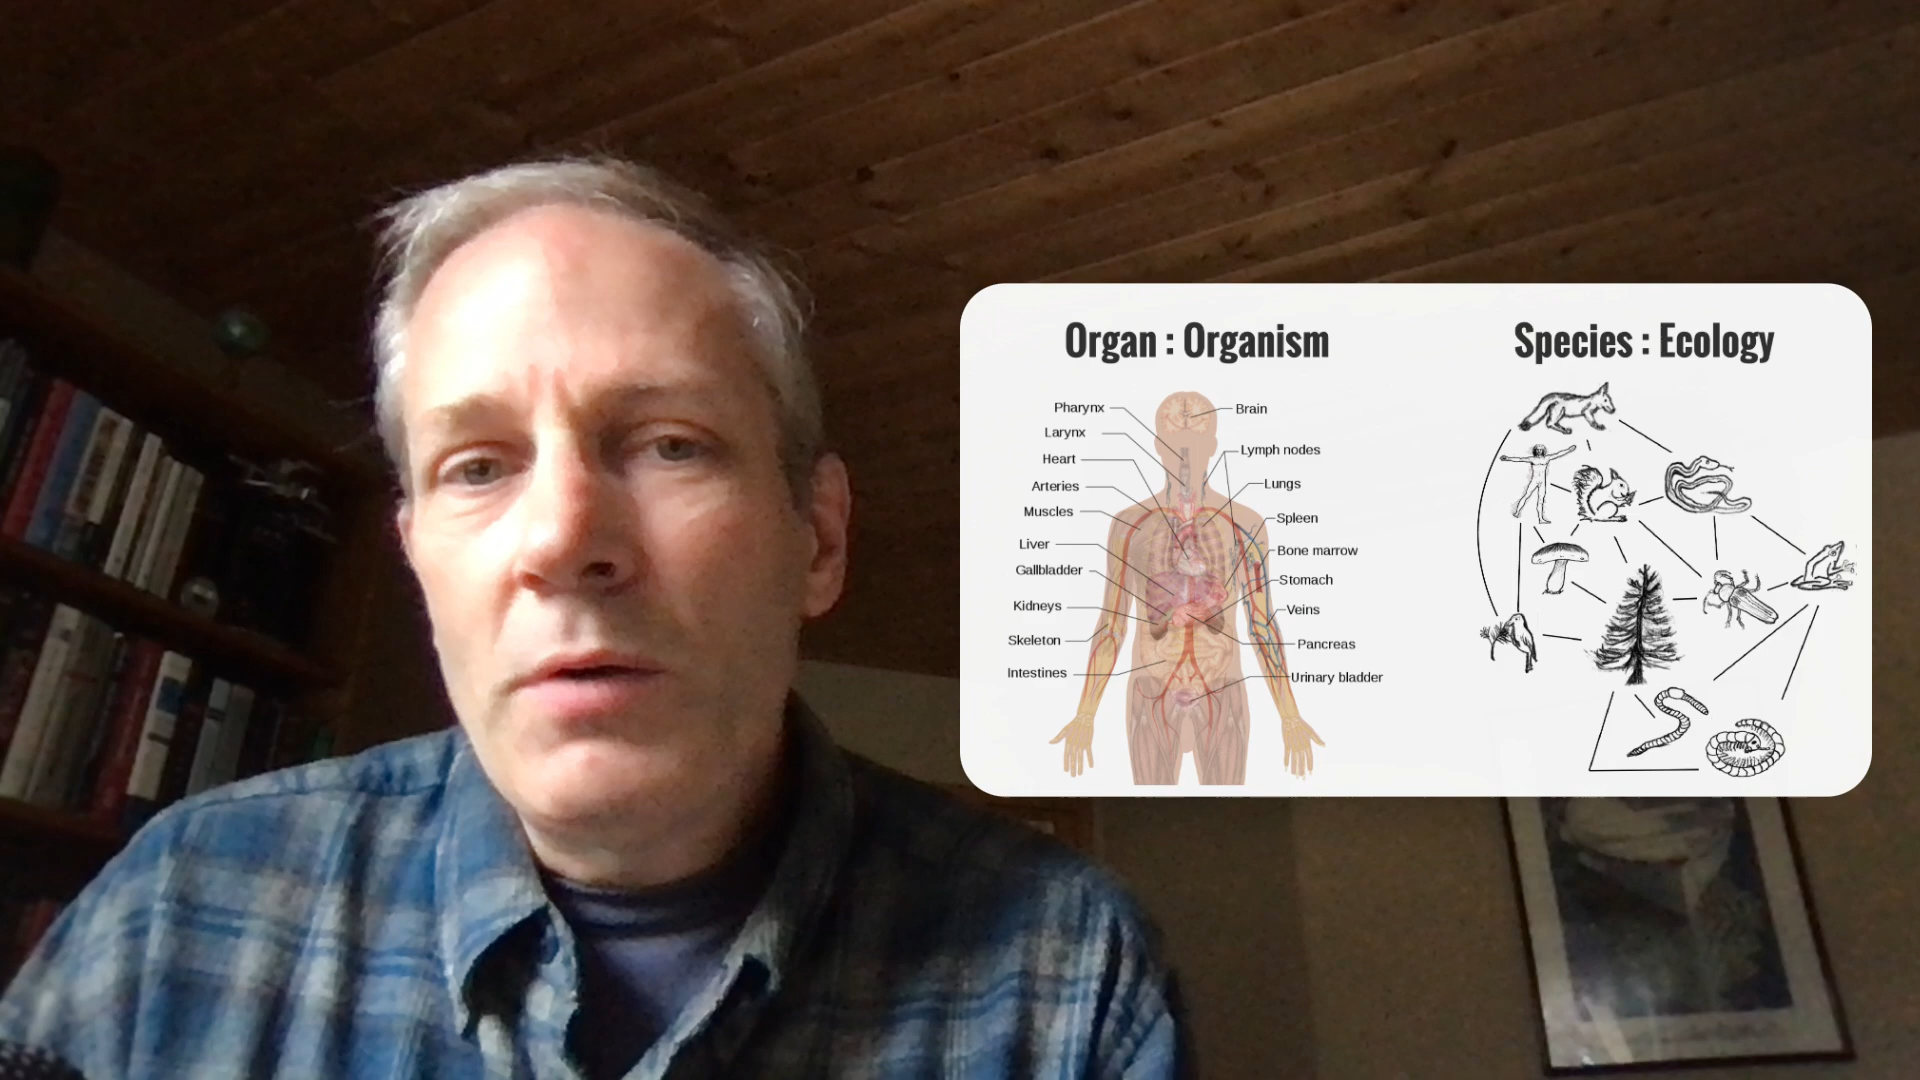 Organ : Organism
Species : Ecology
Pharynx
Larynx
Heart
Arteries
Muscles
Liver
Gallbladder
Kidneys
Skeleton
Intestines
Brain
Lymph nodes
Lungs
Spleen
Bone marrow
Stomach
Veins
Pancreas
Urinary bladder